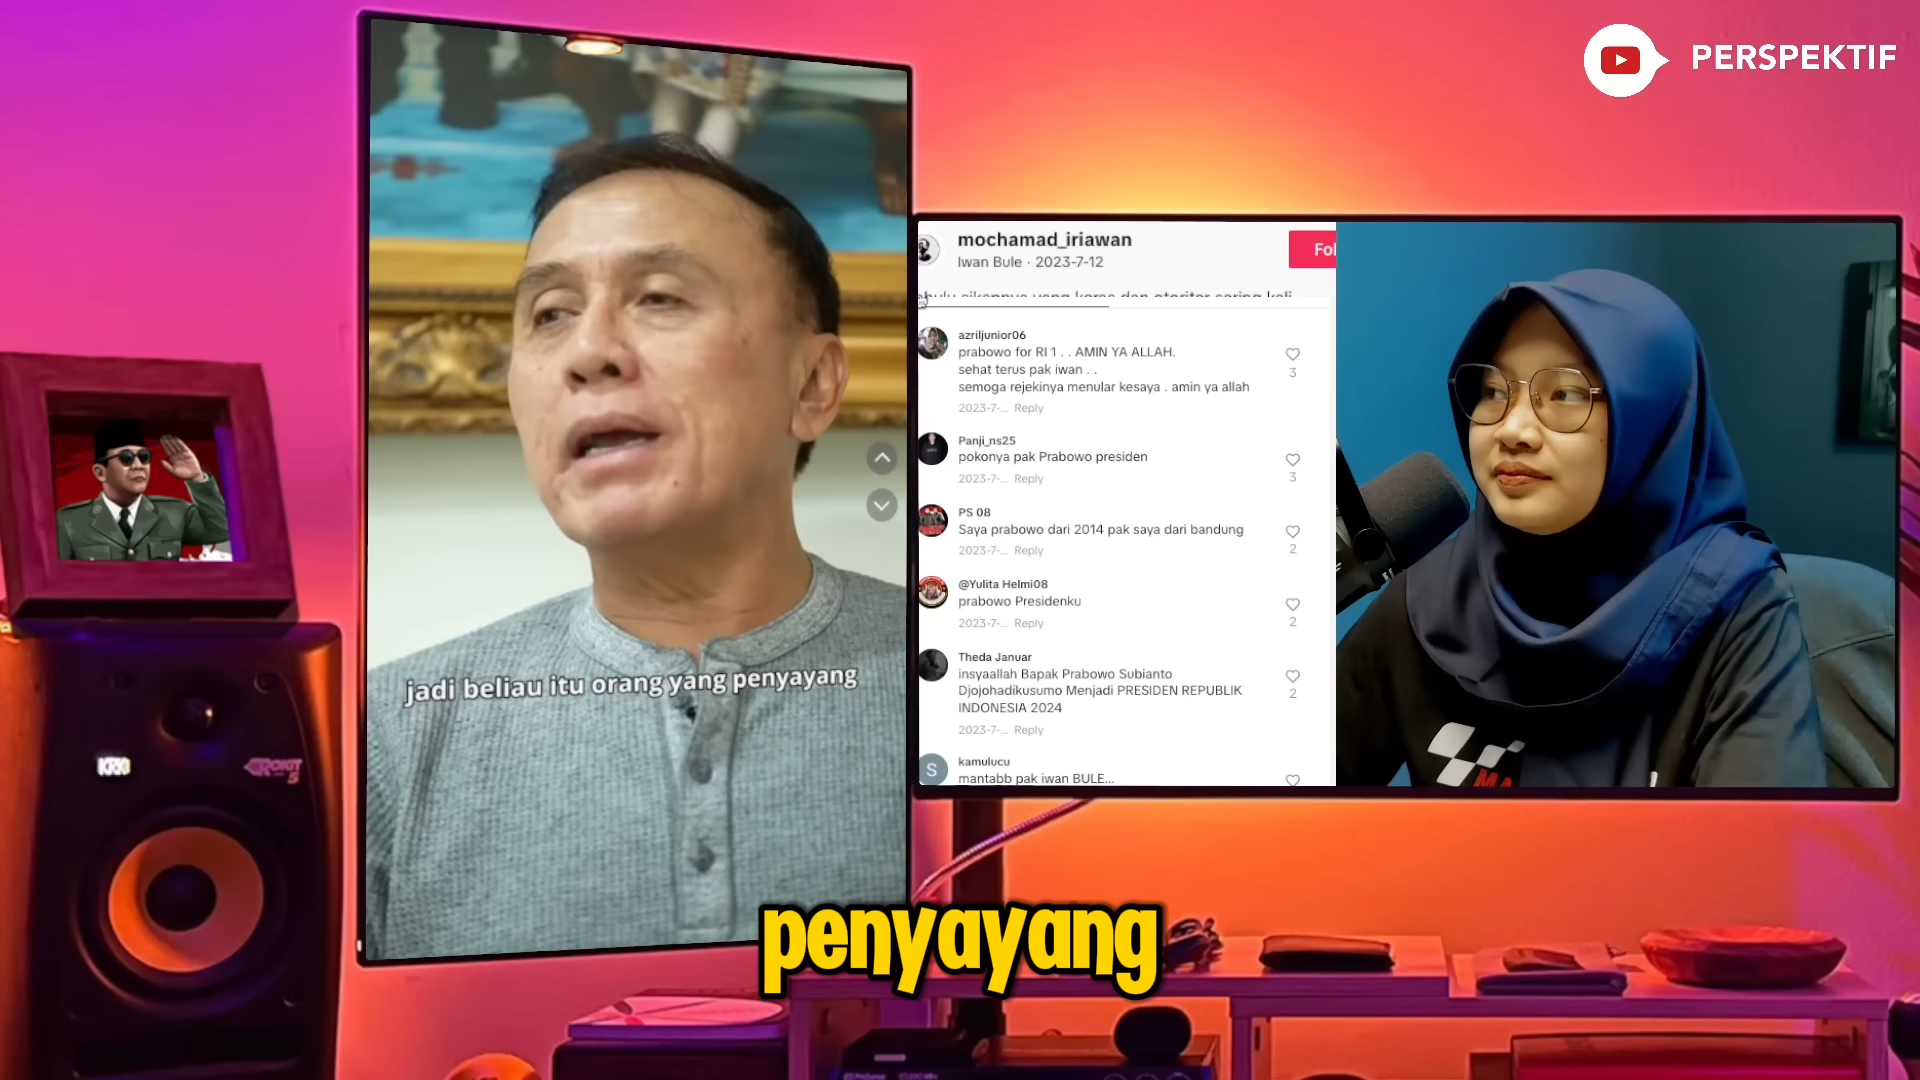 PERSPEKTIF
mochamad_iriawan
Iwan Bule · 2023-7-12
Fol
azriljunior06
prabowo for RI 1 . . AMIN YA ALLAH.
sehat terus pak iwan . .
semoga rejekinya menular kesaya . amin ya allah
3
2023-7-... Reply
Panji_ns25
pokonya pak Prabowo presiden
3
2023-7-... Reply
PS 08
Saya prabowo dari 2014 pak saya dari bandung
2
2023-7-... Reply
@Yulita Helmi08
prabowo Presidenku
2
2023-7-... Reply
Theda Januar
insyaallah Bapak Prabowo Subianto
Djojohadikusumo Menjadi PRESIDEN REPUBLIK
INDONESIA 2024
2
2023-7-... Reply
S
kamulucu
mantabb pak iwan BULE...
jadi beliau itu orang yang penyayang
KRK
ROKIT 5
penyayang